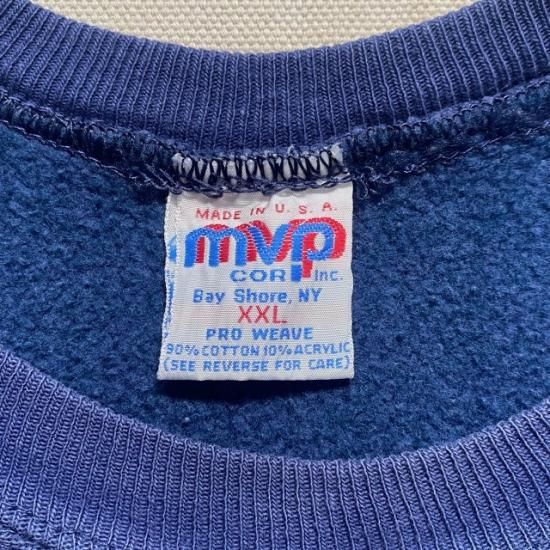 MADE IN U. S. A.
mvp
CORP Inc.
Bay Shore, NY
XXL
PRO WEAVE
90% COTTON 10% ACRYLIC
(SEE REVERSE FOR CARE)